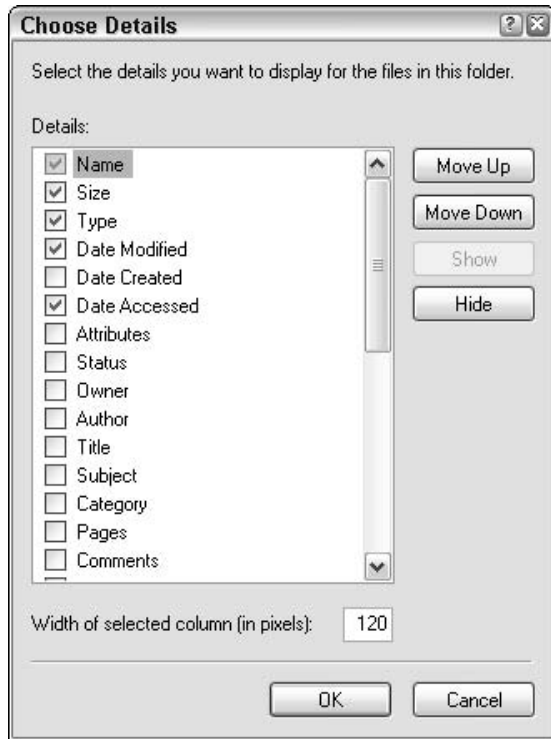 Choose Details
Select the details you want to display for the files in this folder.
Details:
Name
Size
Type
Date Modified
Date Created
Date Accessed
Attributes
Status
Owner
Author
Title
Subject
Category
Pages
Comments
Move Up
Move Down
Show
Hide
Width of selected column (in pixels): 120
OK Cancel